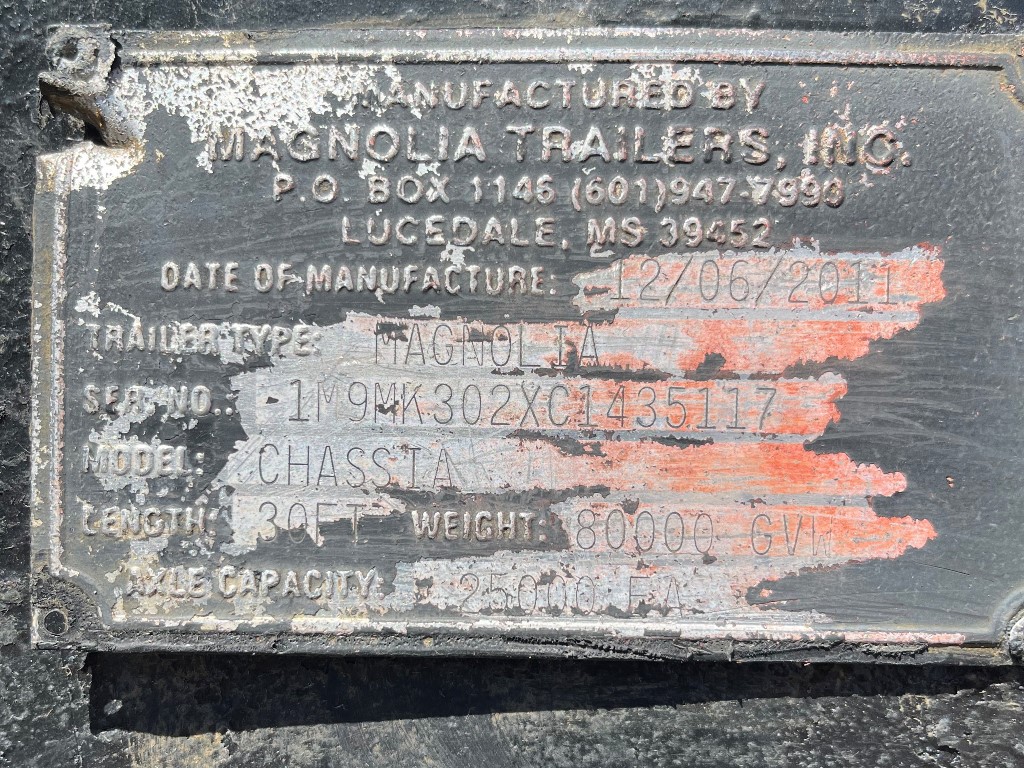 MANUFACTURED BY
MAGNOLIA TRAILERS, INC.
P.O. BOX 1146 (601)947-7990
LUCEDALE, MS 39452
DATE OF MANUFACTURE: 12/06/2011
TRAILER TYPE: MAGNOLIA
SER. NO.: 1M9MK302XC1435117
MODEL: CHASSIA
LENGTH: 30FT WEIGHT: 80000 GVW
AXLE CAPACITY: 25000 EA